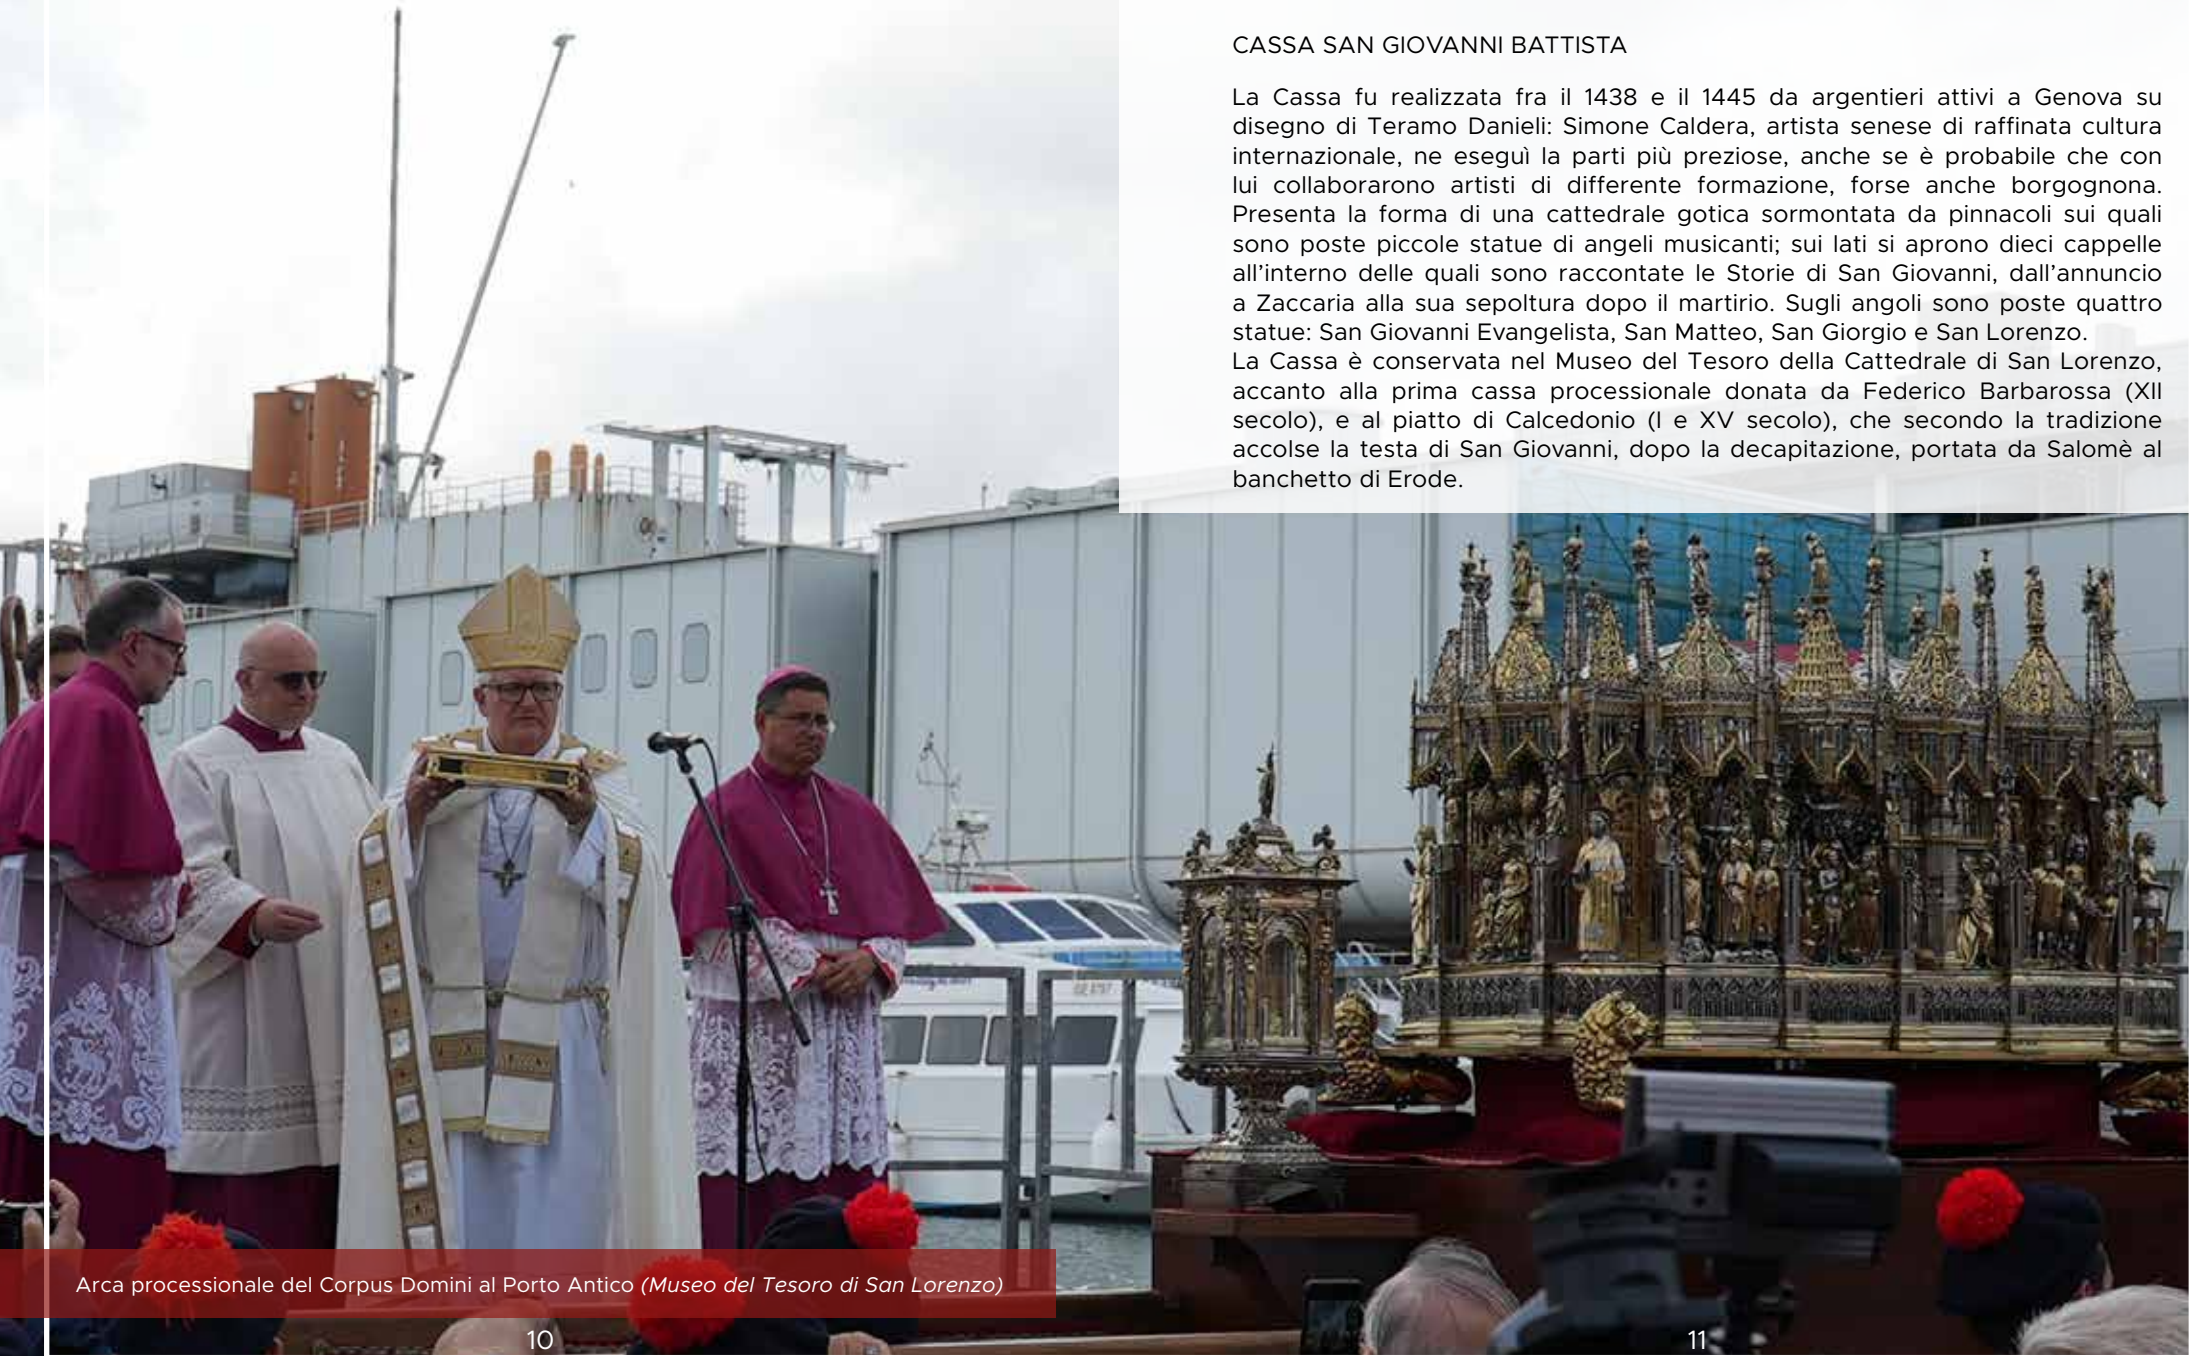 CASSA SAN GIOVANNI BATTISTA
La Cassa fu realizzata fra il 1438 e il 1445 da argentieri attivi a Genova su
disegno di Teramo Danieli: Simone Caldera, artista senese di raffinata cultura
internazionale, ne eseguì la parti più preziose, anche se è probabile che con
lui collaborarono artisti di differente formazione, forse anche borgognona.
Presenta la forma di una cattedrale gotica sormontata da pinnacoli sui quali
sono poste piccole statue di angeli musicanti; sui lati si aprono dieci cappelle
all'interno delle quali sono raccontate le Storie di San Giovanni, dall'annuncio
a Zaccaria alla sua sepoltura dopo il martirio. Sugli angoli sono poste quattro
statue: San Giovanni Evangelista, San Matteo, San Giorgio e San Lorenzo.
La Cassa è conservata nel Museo del Tesoro della Cattedrale di San Lorenzo,
accanto alla prima cassa processionale donata da Federico Barbarossa (XII
secolo), e al piatto di Calcedonio (I e XV secolo), che secondo la tradizione
accolse la testa di San Giovanni, dopo la decapitazione, portata da Salomè al
banchetto di Erode.
Arca processionale del Corpus Domini al Porto Antico (Museo del Tesoro di San Lorenzo)
10
11